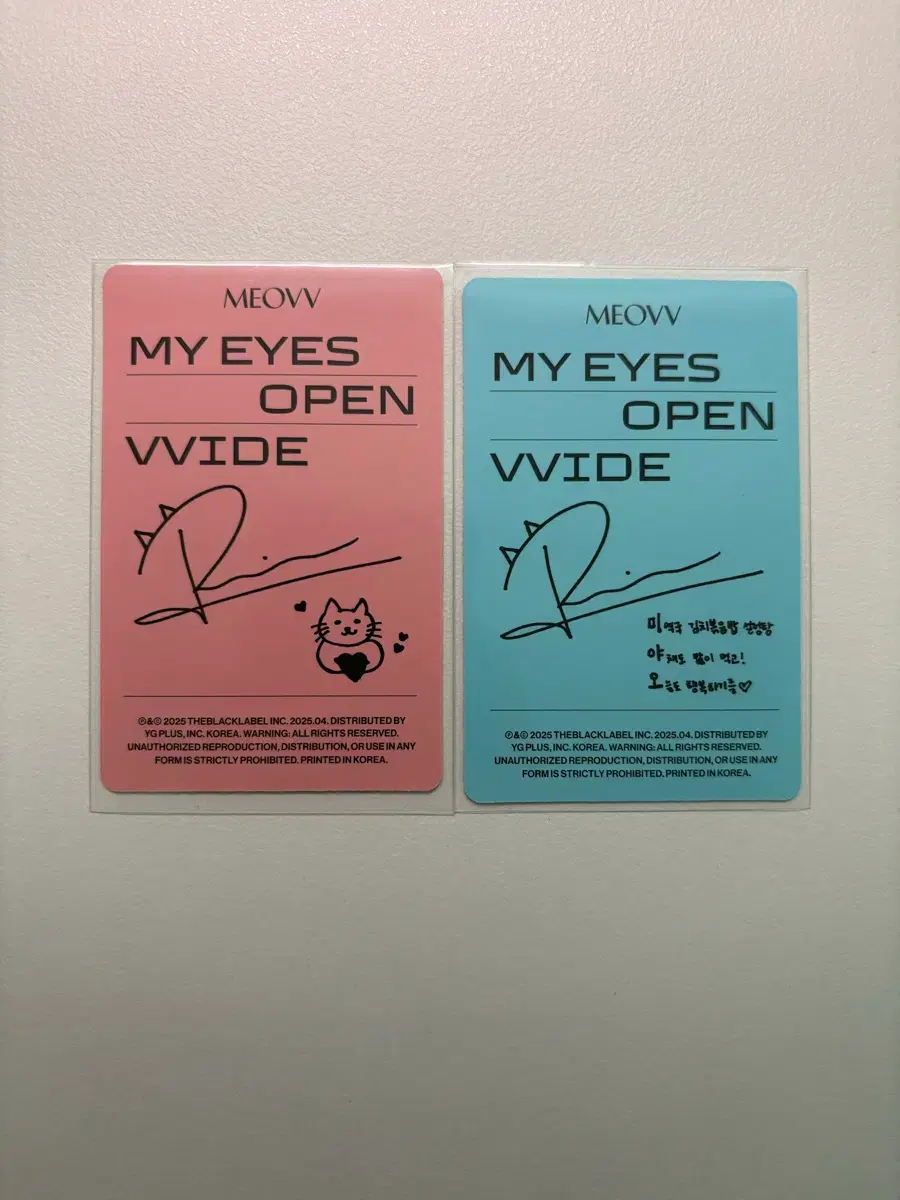 MEOVV
MY EYES
OPEN
VVIDE
Rin
℗&© 2025 THEBLACKLABEL INC. 2025.04. DISTRIBUTED BY
YG PLUS, INC. KOREA. WARNING: ALL RIGHTS RESERVED.
UNAUTHORIZED REPRODUCTION, DISTRIBUTION, OR USE IN ANY
FORM IS STRICTLY PROHIBITED. PRINTED IN KOREA.
MEOVV
MY EYES
OPEN
VVIDE
Rin
미역국 김치볶음밥 설렁탕
야채도 많이 먹고!
오늘도 행복하기를♡
℗&© 2025 THEBLACKLABEL INC. 2025.04. DISTRIBUTED BY
YG PLUS, INC. KOREA. WARNING: ALL RIGHTS RESERVED.
UNAUTHORIZED REPRODUCTION, DISTRIBUTION, OR USE IN ANY
FORM IS STRICTLY PROHIBITED. PRINTED IN KOREA.